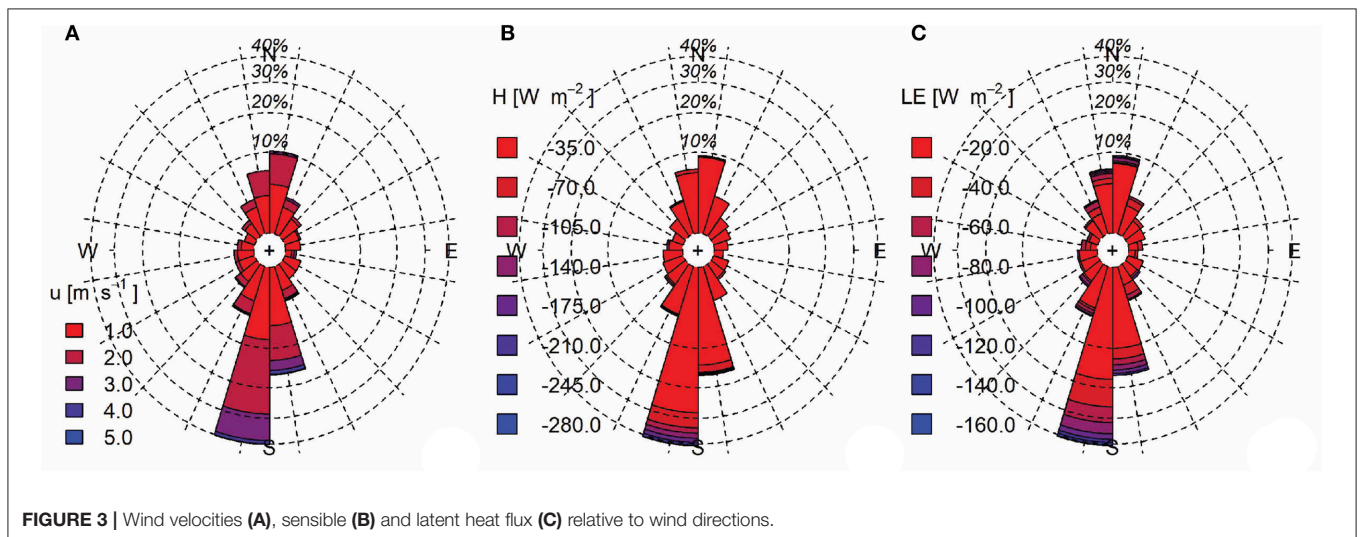 A
40%
N
30%
20%
10%
W
E
S
u [m s⁻¹]
1.0
2.0
3.0
4.0
5.0
B
40%
N
30%
20%
10%
W
E
S
H [W m⁻²]
-35.0
-70.0
-105.0
-140.0
-175.0
-210.0
-245.0
-280.0
C
40%
N
30%
20%
10%
W
E
S
LE [W m⁻²]
-20.0
-40.0
-60.0
-80.0
-100.0
-120.0
-140.0
-160.0
FIGURE 3 | Wind velocities (A), sensible (B) and latent heat flux (C) relative to wind directions.